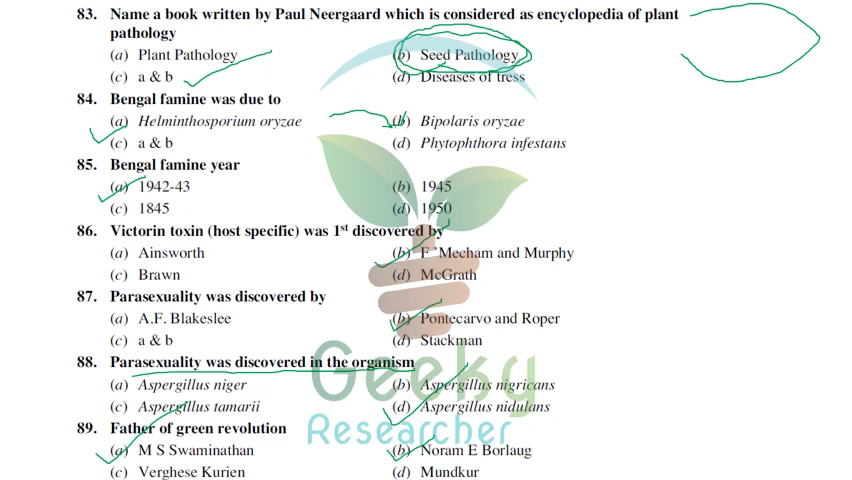 83. Name a book written by Paul Neergaard which is considered as encyclopedia of plant
pathology
(a) Plant Pathology (b) Seed Pathology
(c) a & b (d) Diseases of tress
84. Bengal famine was due to
(a) Helminthosporium oryzae (b) Bipolaris oryzae
(c) a & b (d) Phytophthora infestans
85. Bengal famine year
(a) 1942-43 (b) 1945
(c) 1845 (d) 1950
86. Victorin toxin (host specific) was 1st discovered by
(a) Ainsworth (b) F 'Mecham and Murphy
(c) Brawn (d) McGrath
87. Parasexuality was discovered by
(a) A.F. Blakeslee (b) Pontecarvo and Roper
(c) a & b (d) Stackman
88. Parasexuality was discovered in the organism
(a) Aspergillus niger (b) Aspergillus nigricans
(c) Aspergillus tamarii (d) Aspergillus nidulans
89. Father of green revolution
(a) M S Swaminathan (b) Noram E Borlaug
(c) Verghese Kurien (d) Mundkur
Geeky
Researcher